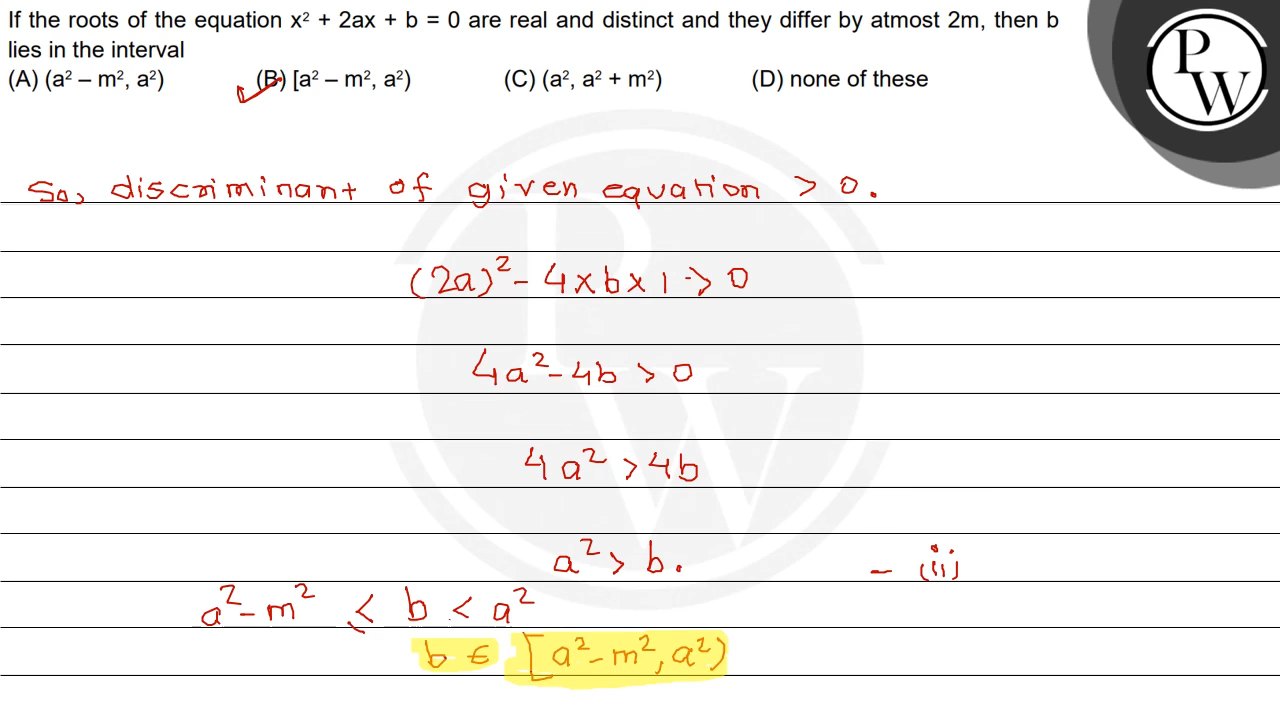 If the roots of the equation x² + 2ax + b = 0 are real and distinct and they differ by atmost 2m, then b
lies in the interval
(A) (a² – m², a²) (B) [a² – m², a²) (C) (a², a² + m²) (D) none of these
P
W
So, discriminant of given equation > 0.
(2a)² - 4×b×1 > 0
4a² - 4b > 0
4a² > 4b
a² > b. - (ii)
a² - m² ≤ b < a²
b ∈ [a² - m², a²)